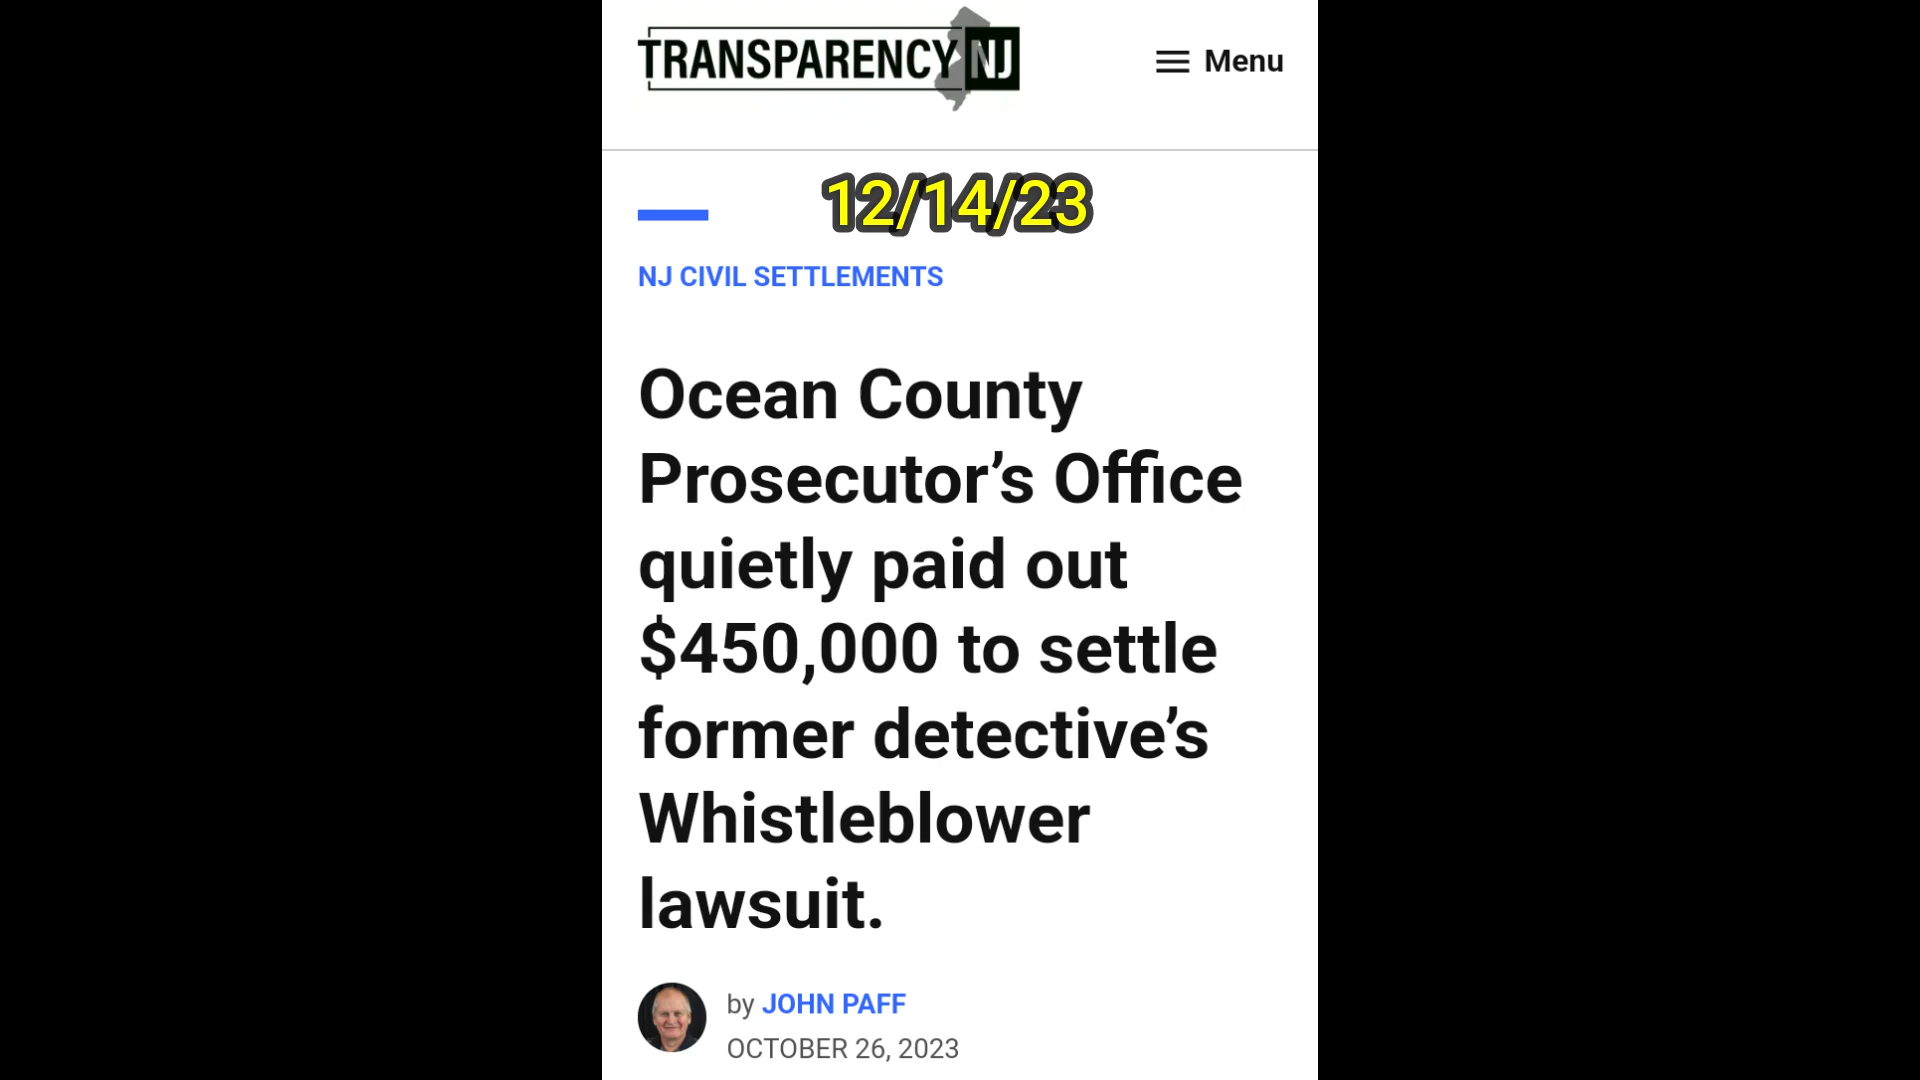 TRANSPARENCY NJ
Menu
12/14/23
NJ CIVIL SETTLEMENTS
Ocean County
Prosecutor’s Office
quietly paid out
$450,000 to settle
former detective’s
Whistleblower
lawsuit.
by JOHN PAFF
OCTOBER 26, 2023